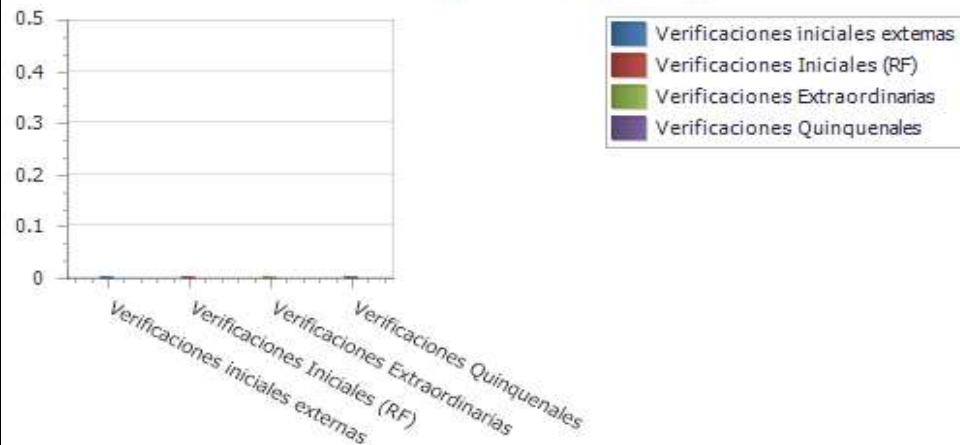 0.5
0.4
0.3
0.2
0.1
0
Verificaciones iniciales externas
Verificaciones Iniciales (RF)
Verificaciones Extraordinarias
Verificaciones Quinquenales
Verificaciones iniciales externas
Verificaciones Iniciales (RF)
Verificaciones Extraordinarias
Verificaciones Quinquenales